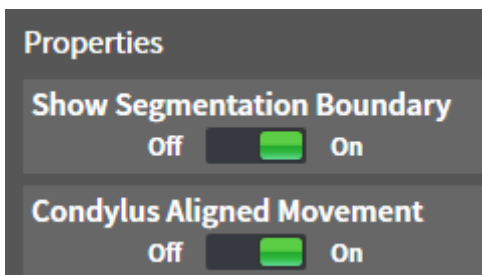 Properties
Show Segmentation Boundary
Off On
Condylus Aligned Movement
Off On